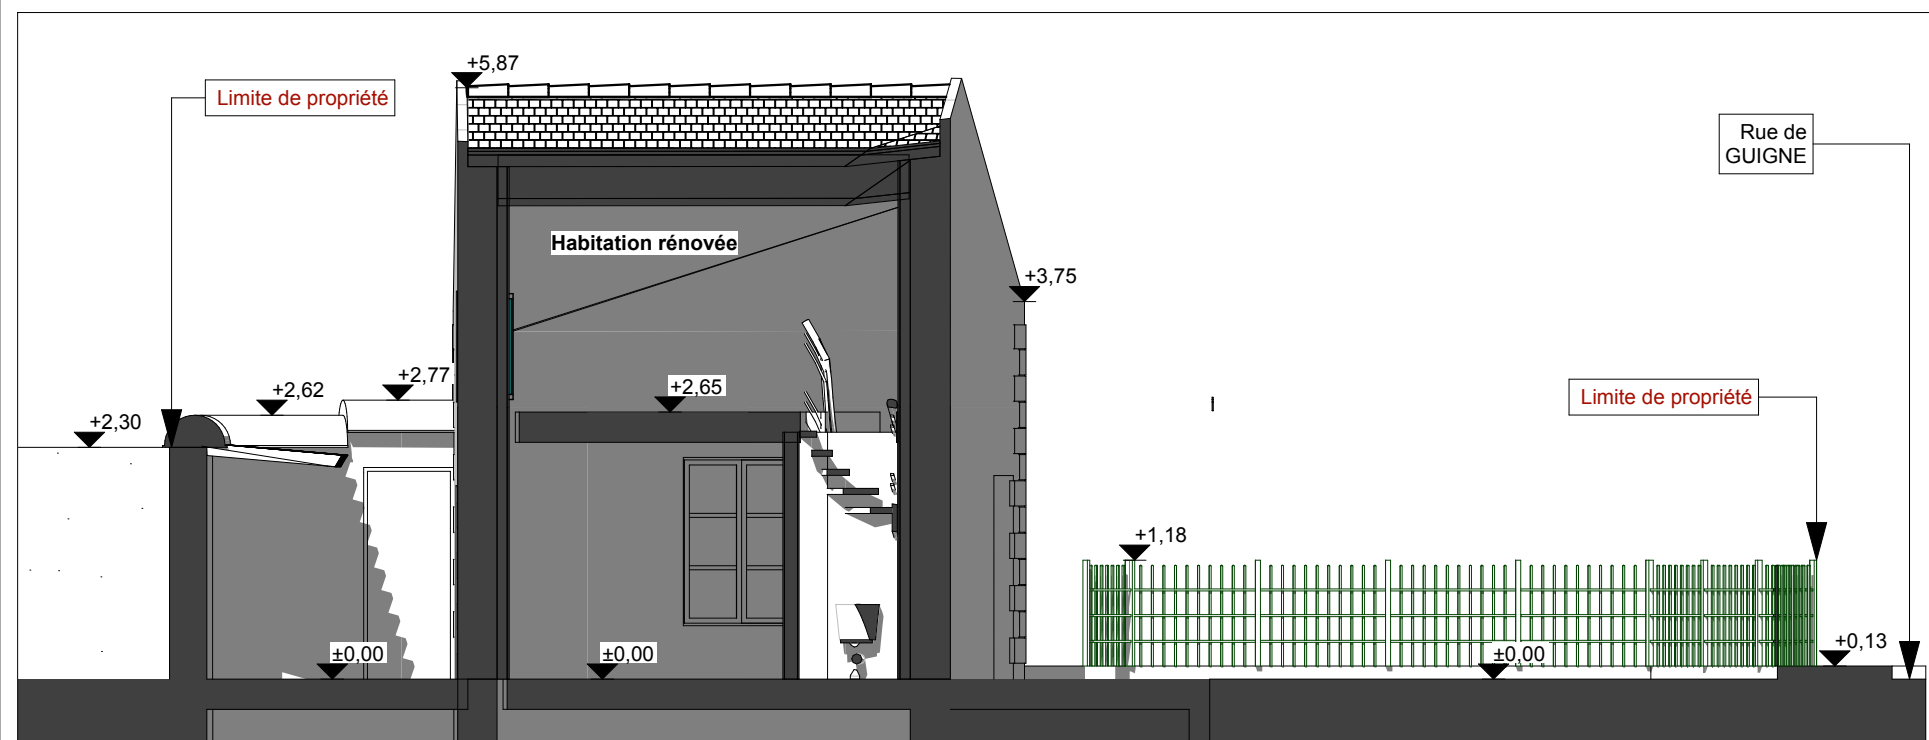 +5,87
Limite de propriété
Rue de
GUIGNE
Habitation rénovée
+3,75
+2,77
+2,62
+2,65
+2,30
Limite de propriété
+1,18
±0,00
±0,00
±0,00
+0,13